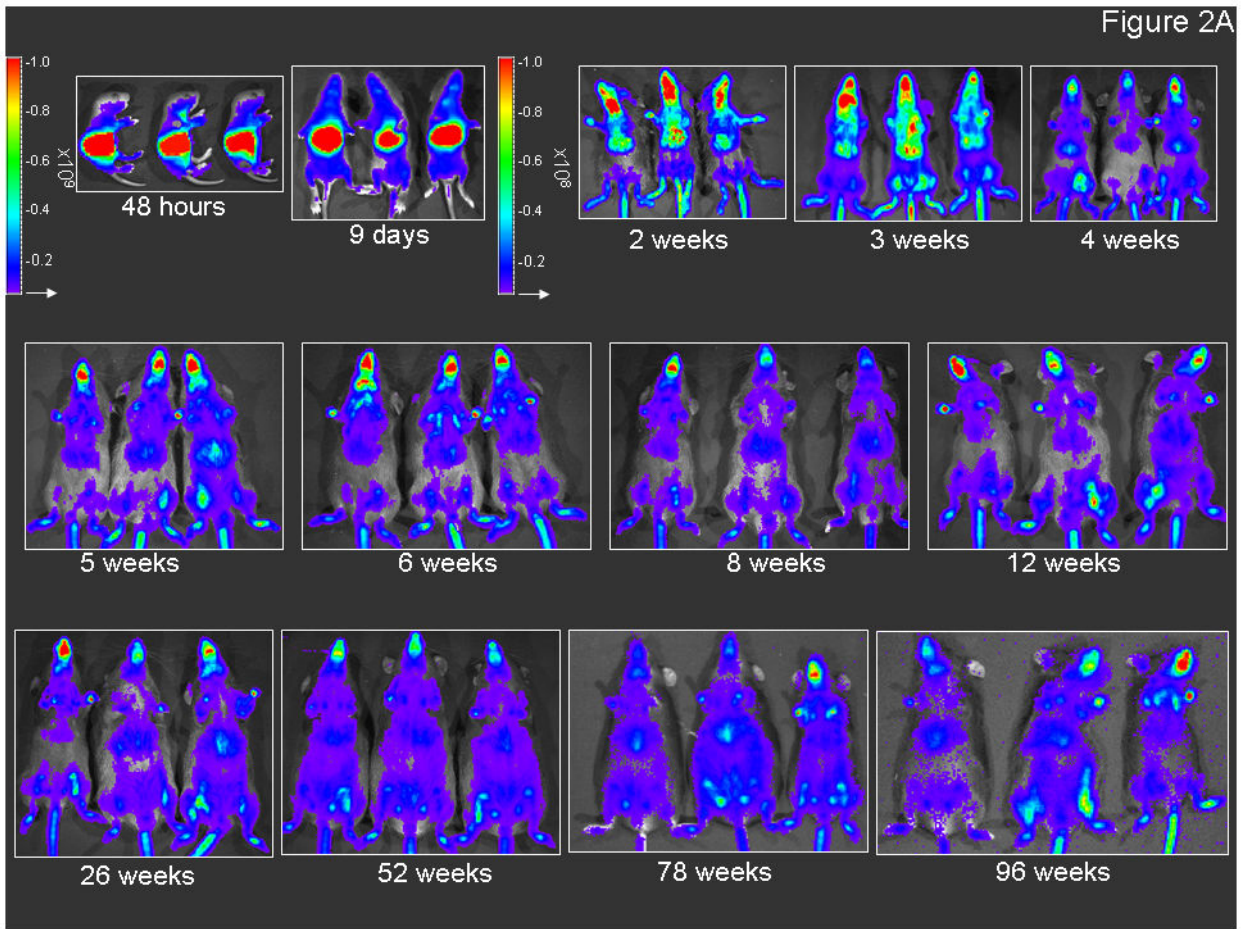 Figure 2A
-1.0
-0.8
-0.6
-0.4
-0.2
x10⁹
48 hours
9 days
-1.0
-0.8
-0.6
-0.4
-0.2
x10⁸
2 weeks
3 weeks
4 weeks
5 weeks
6 weeks
8 weeks
12 weeks
26 weeks
52 weeks
78 weeks
96 weeks